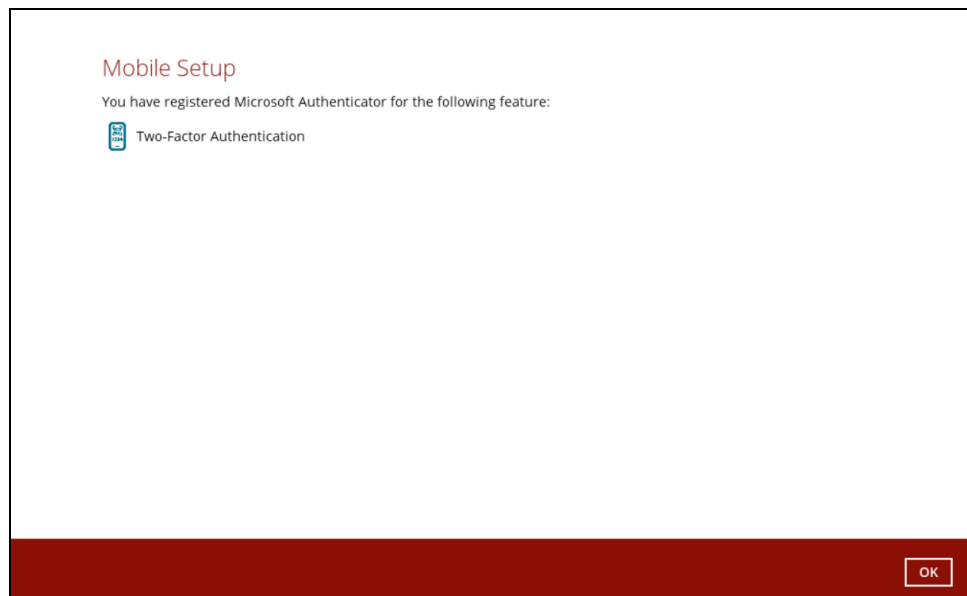 Mobile Setup
You have registered Microsoft Authenticator for the following feature:
Two-Factor Authentication
OK